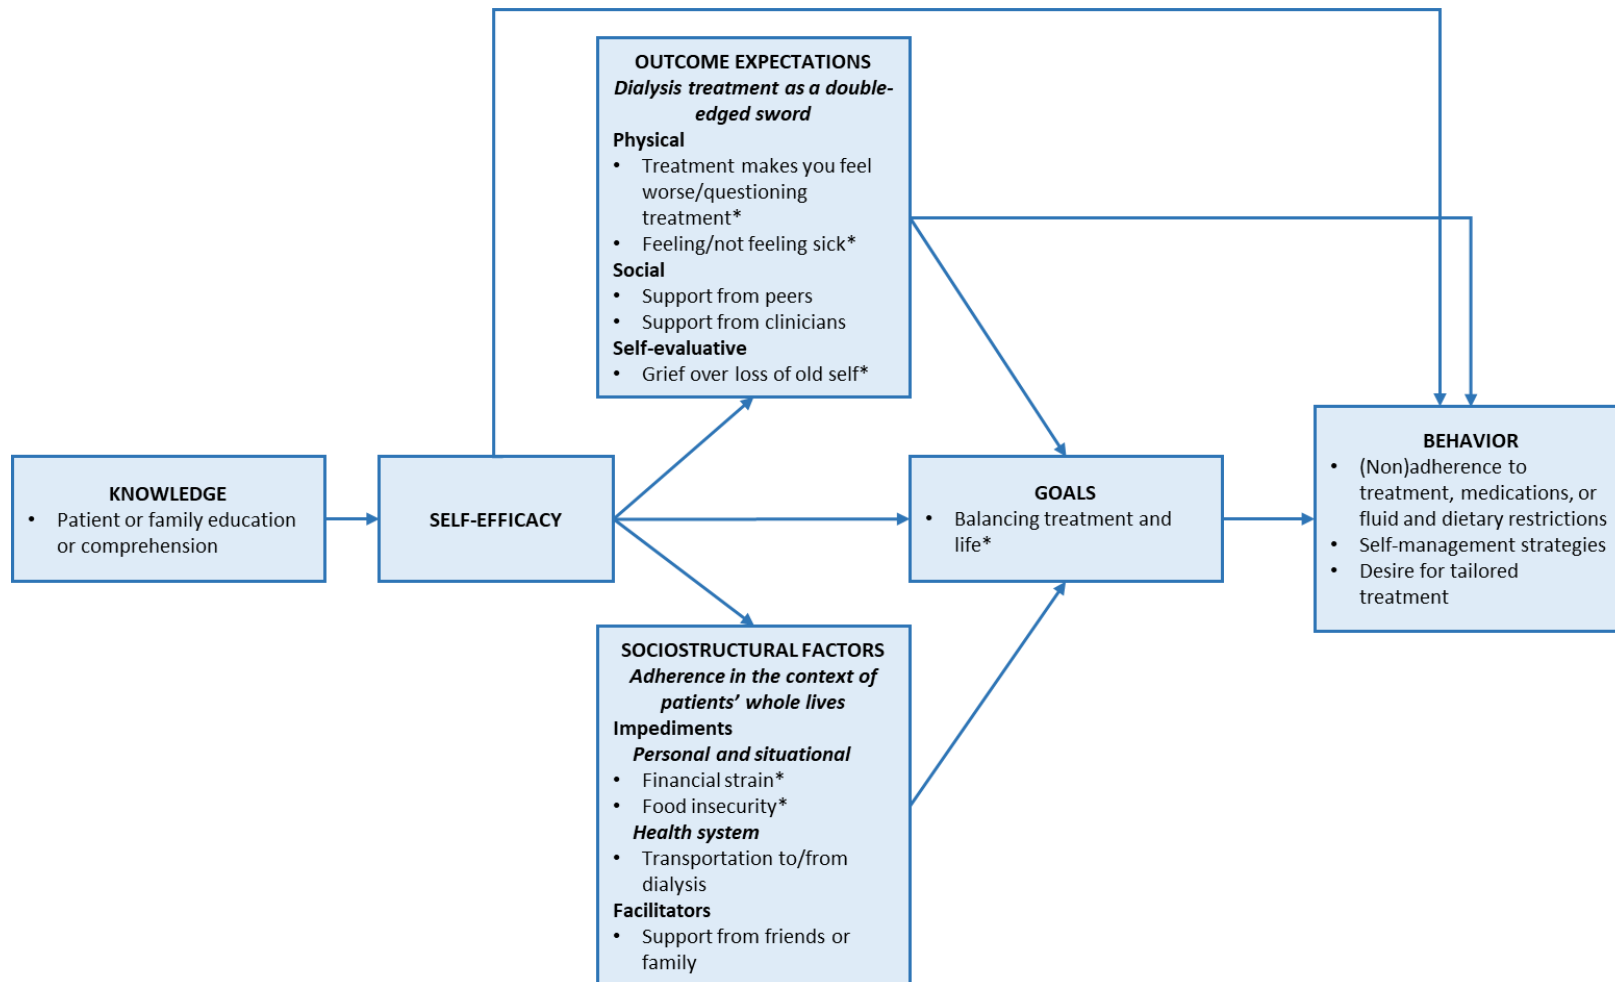 OUTCOME EXPECTATIONS
Dialysis treatment as a double-
edged sword
Physical
• Treatment makes you feel
worse/questioning
treatment*
• Feeling/not feeling sick*
Social
• Support from peers
• Support from clinicians
Self-evaluative
• Grief over loss of old self*
KNOWLEDGE
• Patient or family education
or comprehension
SELF-EFFICACY
GOALS
• Balancing treatment and
life*
BEHAVIOR
• (Non)adherence to
treatment, medications, or
fluid and dietary restrictions
• Self-management strategies
• Desire for tailored
treatment
SOCIOSTRUCTURAL FACTORS
Adherence in the context of
patients’ whole lives
Impediments
Personal and situational
• Financial strain*
• Food insecurity*
Health system
• Transportation to/from
dialysis
Facilitators
• Support from friends or
family